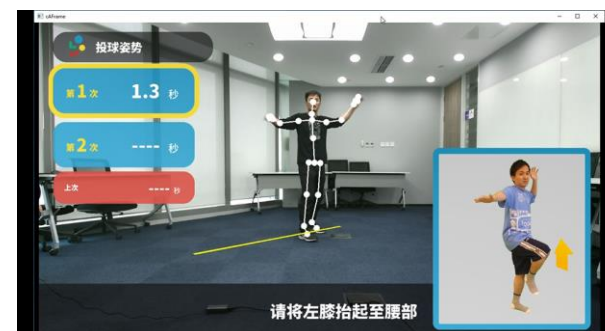 okframe
投球姿势
第1次 1.3 秒
第2次 ---- 秒
上次 ---- 秒
请将左膝抬起至腰部